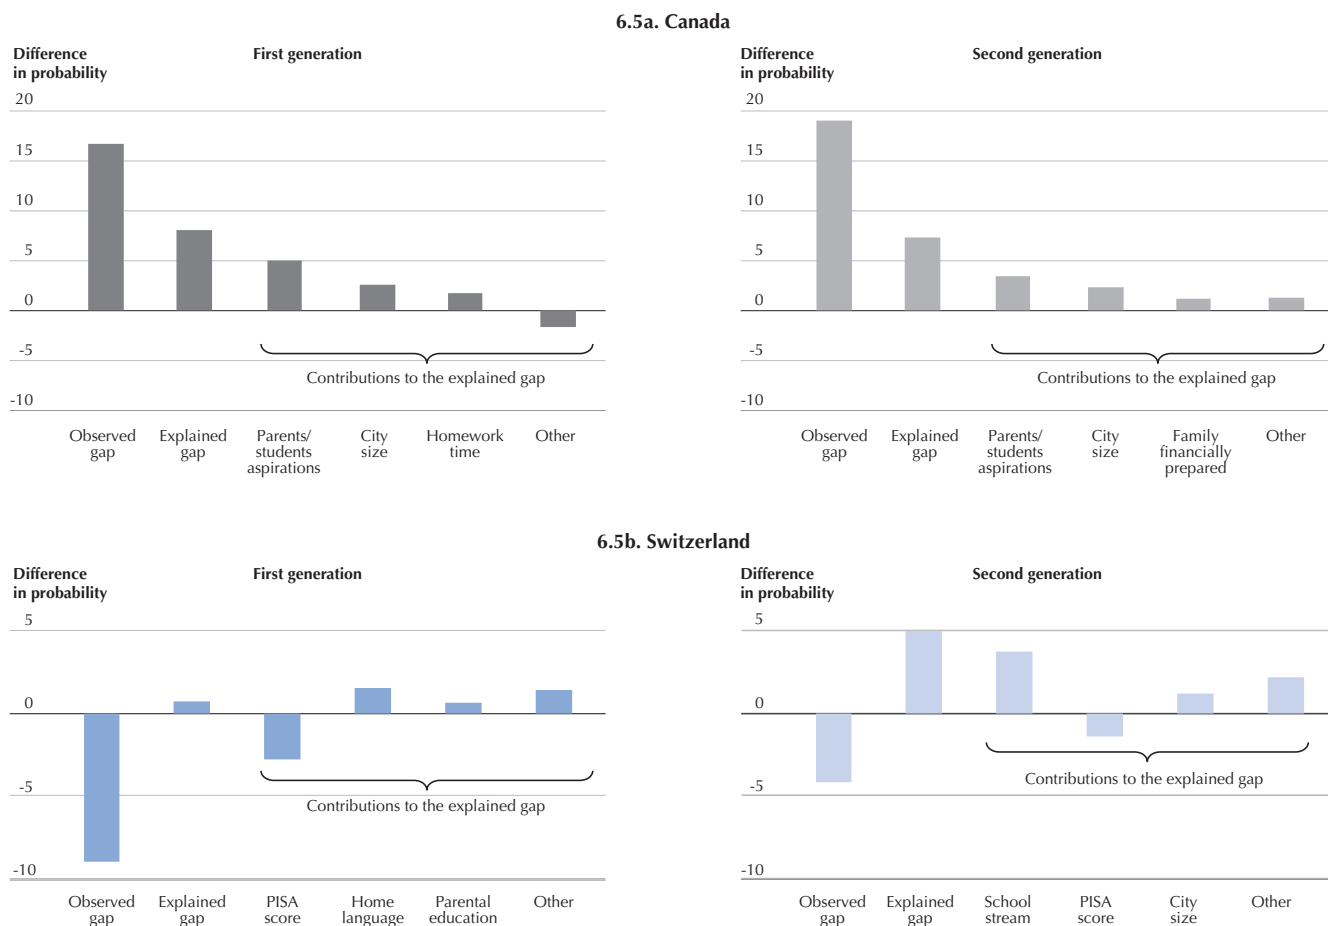 6.5a. Canada
Difference
in probability
First generation
20
15
10
5
0
-5
Contributions to the explained gap
-10
Observed
gap
Explained
gap
Parents/
students
aspirations
City
size
Homework
time
Other
Difference
in probability
Second generation
20
15
10
5
0
-5
Contributions to the explained gap
-10
Observed
gap
Explained
gap
Parents/
students
aspirations
City
size
Family
financially
prepared
Other
6.5b. Switzerland
Difference
in probability
First generation
5
0
-5
Contributions to the explained gap
-10
Observed
gap
Explained
gap
PISA
score
Home
language
Parental
education
Other
Difference
in probability
Second generation
5
0
Contributions to the explained gap
-5
-10
Observed
gap
Explained
gap
School
stream
PISA
score
City
size
Other